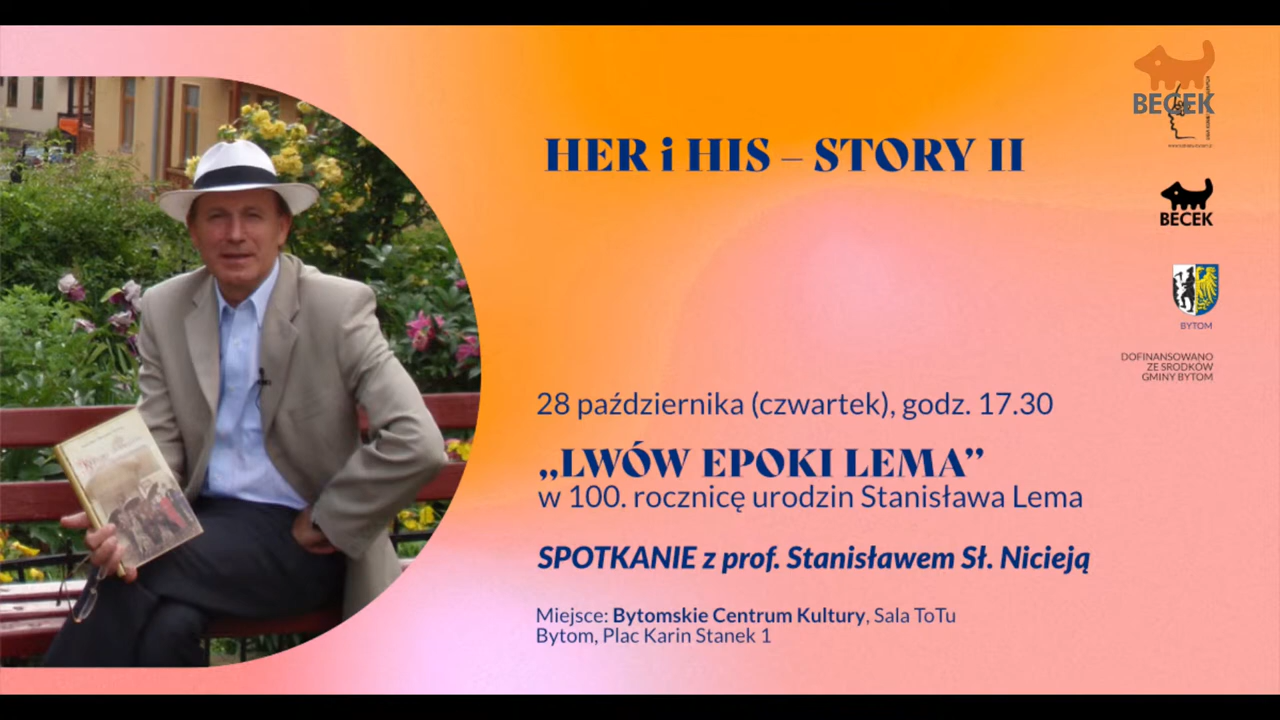 HER i HIS – STORY II
28 października (czwartek), godz. 17.30
„LWÓW EPOKI LEMA”
w 100. rocznicę urodzin Stanisława Lema
SPOTKANIE z prof. Stanisławem Sł. Nicieją
Miejsce: Bytomskie Centrum Kultury, Sala ToTu
Bytom, Plac Karin Stanek 1
BECEK
BECEK
BYTOM
DOFINANSOWANO
ZE SRODKÓW
GMINY BYTOM